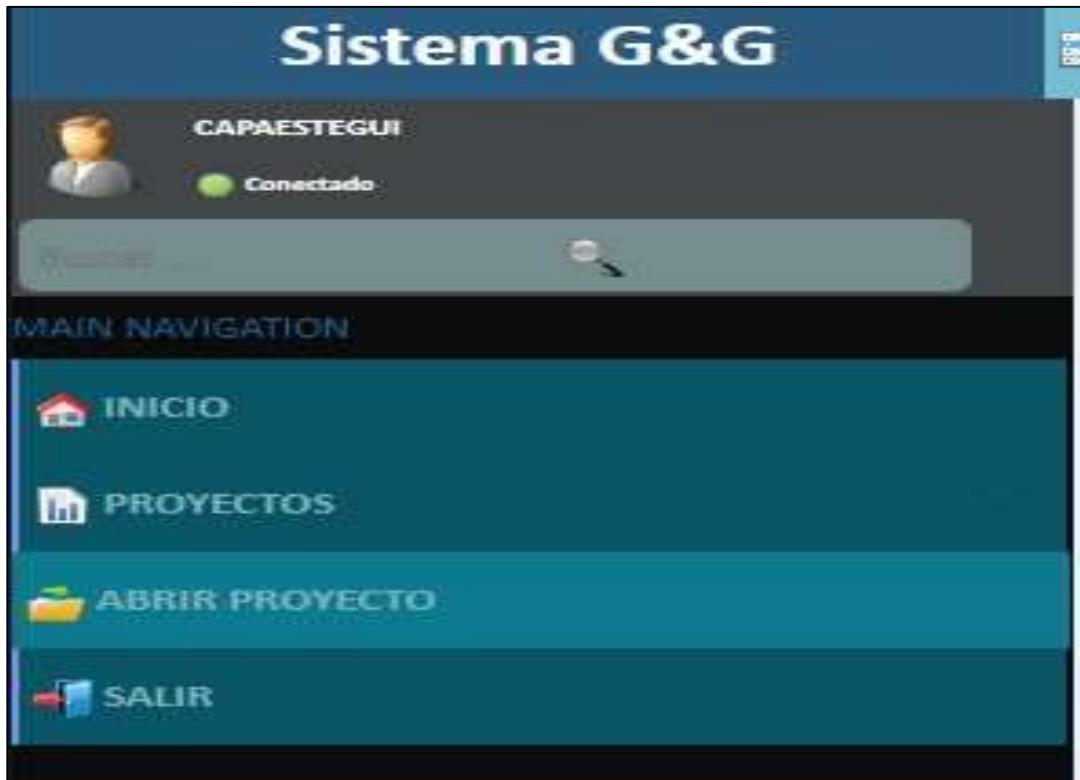 Sistema G&G
CAPAESTEGUI
Conectado
MAIN NAVIGATION
INICIO
PROYECTOS
ABRIR PROYECTO
SALIR